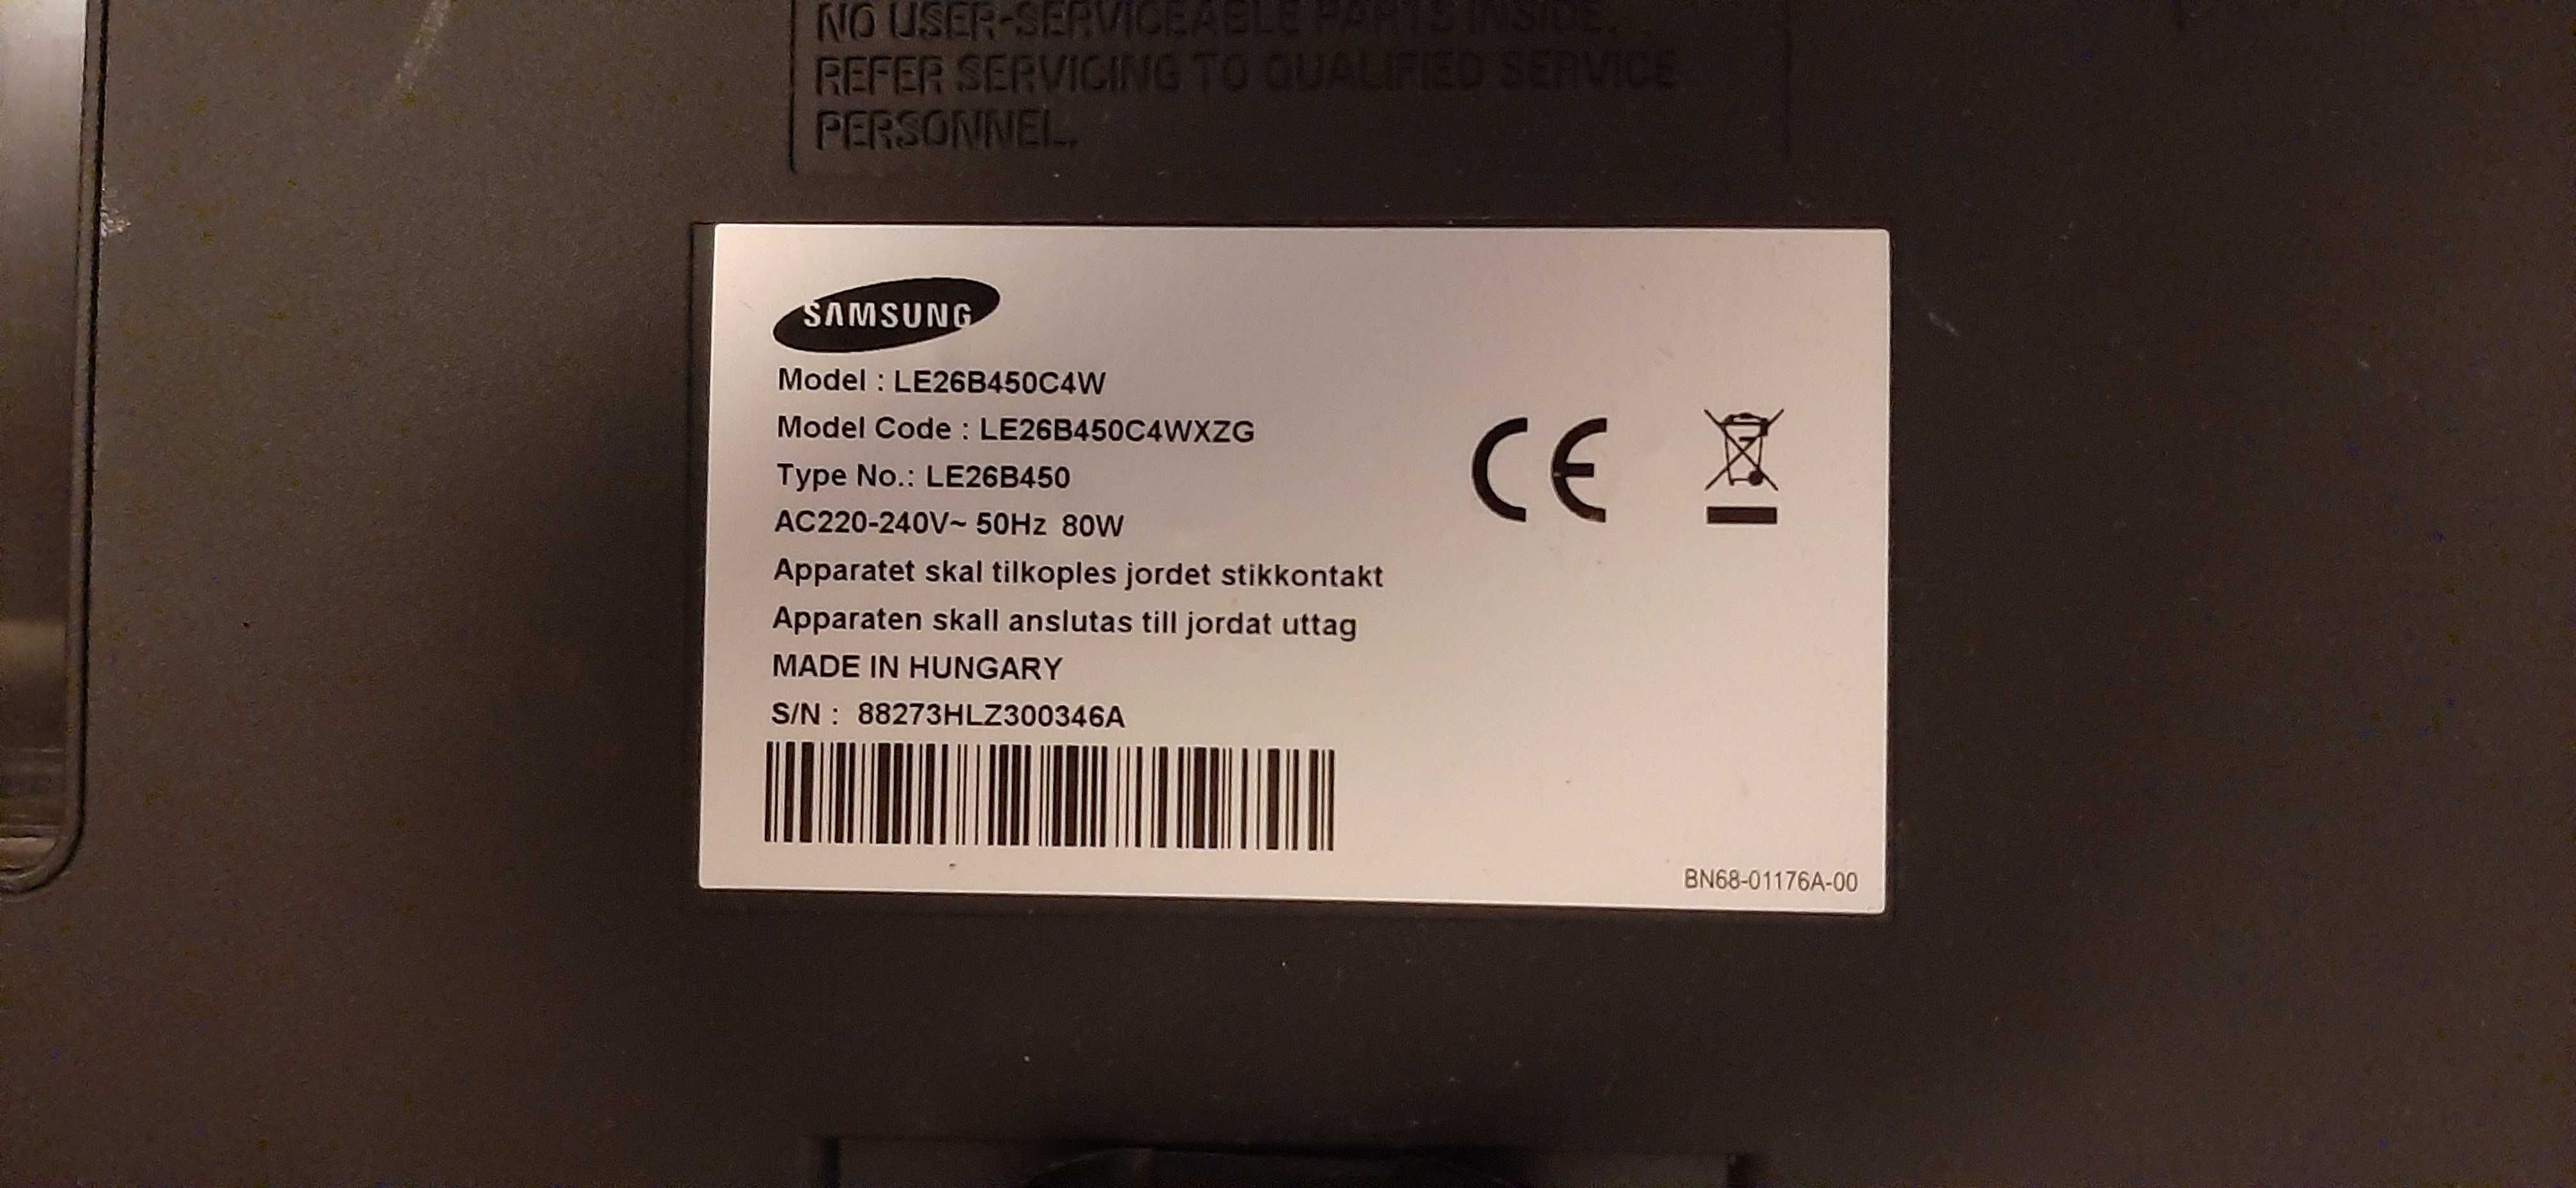 NO USER-SERVICEABLE PARTS INSIDE.
REFER SERVICING TO QUALIFIED SERVICE
PERSONNEL.
SAMSUNG
Model : LE26B450C4W
Model Code : LE26B450C4WXZG
Type No.: LE26B450
AC220-240V~ 50Hz 80W
Apparatet skal tilkoples jordet stikkontakt
Apparaten skall anslutas till jordat uttag
MADE IN HUNGARY
S/N : 88273HLZ300346A
CE
BN68-01176A-00